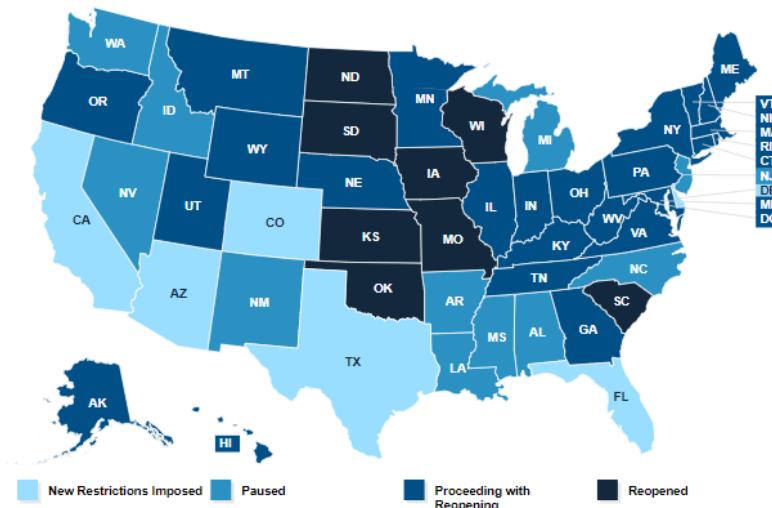 WA
ME
MT
ND
OR
MN
VT
ID
SD
WI
NY
MI
WY
RI
IA
PA
NJ
NE
NV
OH
DE
IL
IN
UT
CA
CO
WV
VA
KS
MO
KY
NC
TN
AZ
OK
NM
AR
SC
MS
AL
GA
TX
LA
FL
AK
HI
New Restrictions Imposed
Paused
Proceeding with
Reopening
Reopened